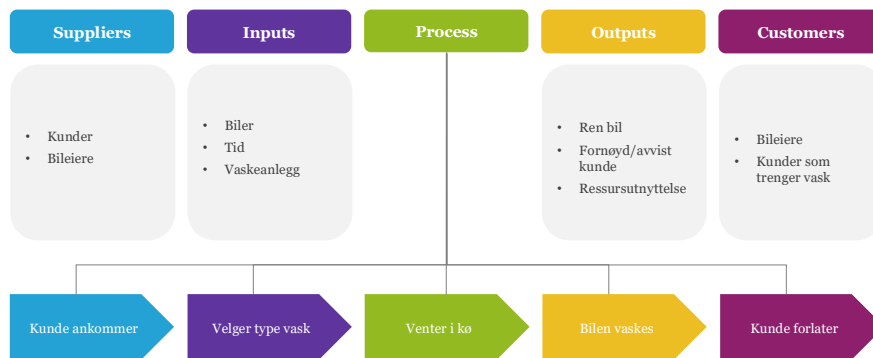 Suppliers
Inputs
Process
Outputs
Customers
• Kunder
• Bileiere
• Biler
• Tid
• Vaskeanlegg
• Ren bil
• Fornøyd/avvist
kunde
• Ressursutnyttelse
• Bileiere
• Kunder som
trenger vask
Kunde ankommer
Velger type vask
Venter i kø
Bilen vaskes
Kunde forlater